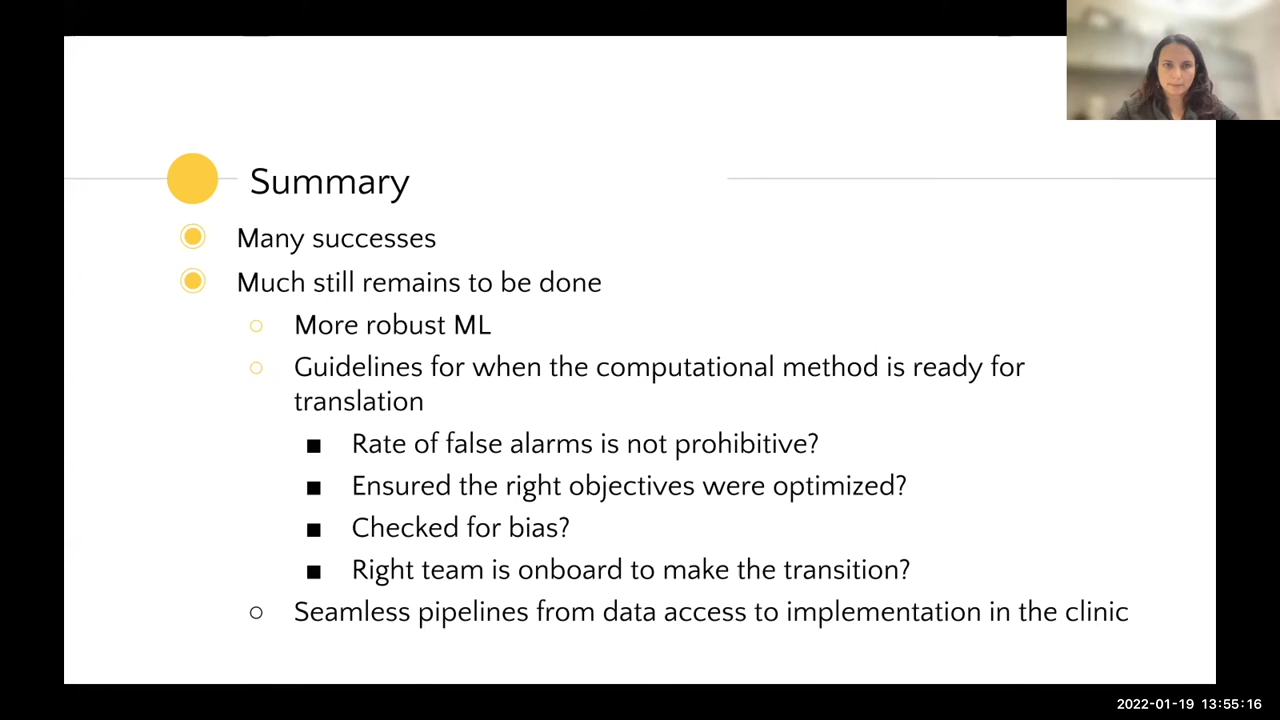 Summary
Many successes
Much still remains to be done
More robust ML
Guidelines for when the computational method is ready for
translation
Rate of false alarms is not prohibitive?
Ensured the right objectives were optimized?
Checked for bias?
Right team is onboard to make the transition?
Seamless pipelines from data access to implementation in the clinic
2022-01-19 13:55:16